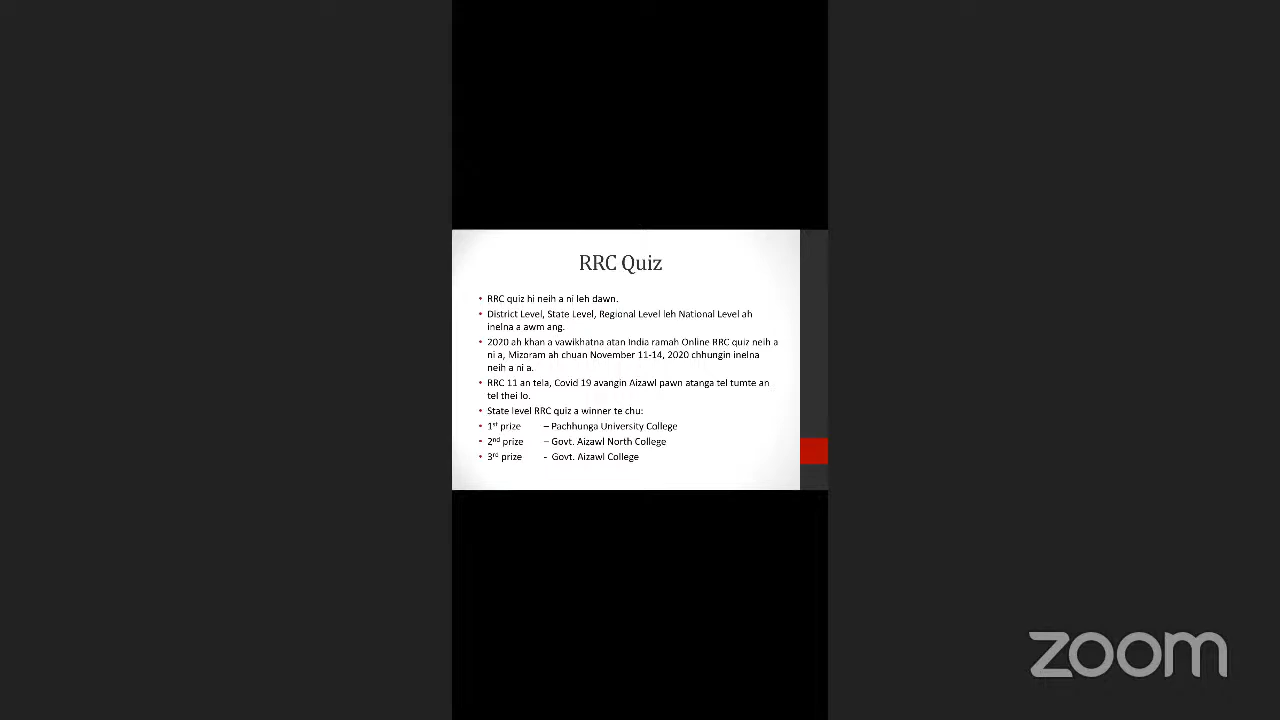 RRC Quiz
• RRC quiz hi neih a ni leh dawn.
• District Level, State Level, Regional Level leh National Level ah
inelna a awm ang.
• 2020 ah khan a vawikhatna atan India ramah Online RRC quiz neih a
ni a, Mizoram ah chuan November 11-14, 2020 chhungin inelna
neih a ni a.
• RRC 11 an tela, Covid 19 avangin Aizawl pawn atanga tel tumte an
tel thei lo.
• State level RRC quiz a winner te chu:
• 1st prize – Pachhunga University College
• 2nd prize – Govt. Aizawl North College
• 3rd prize - Govt. Aizawl College
zoom